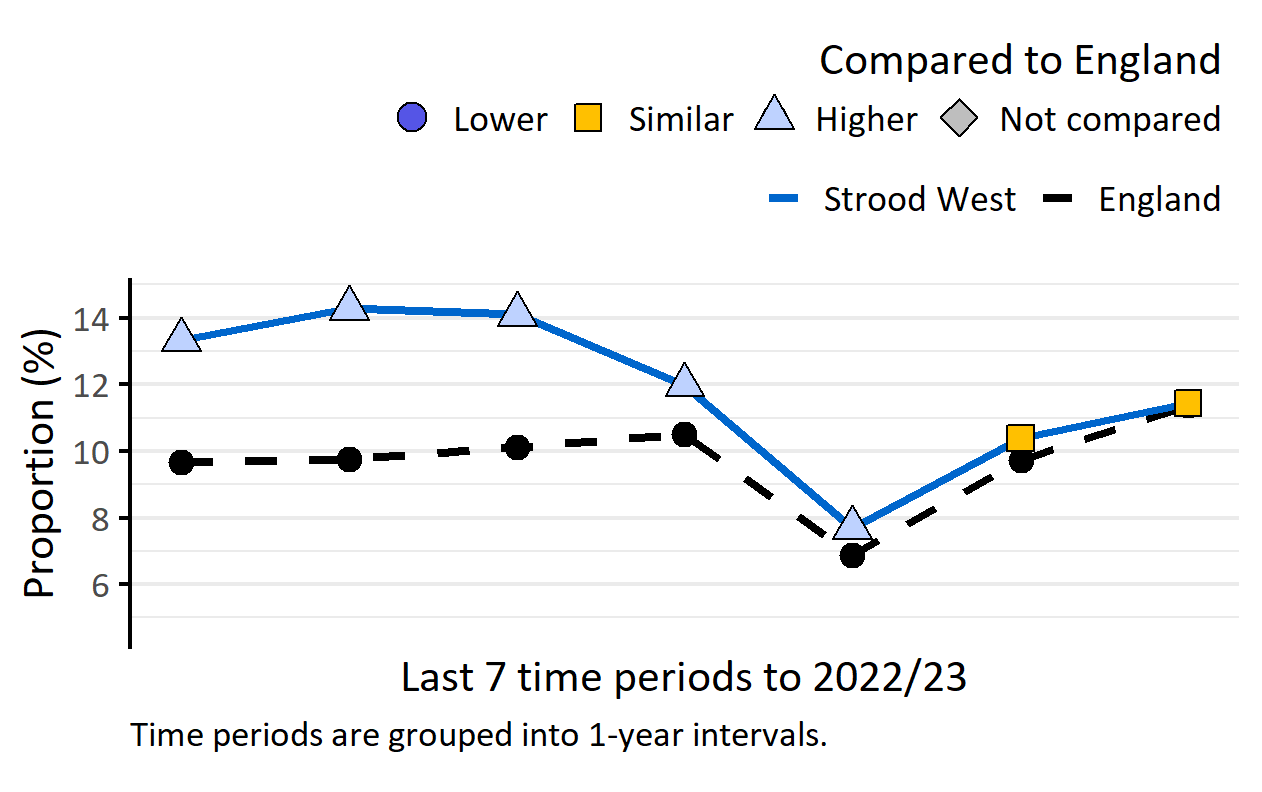 Compared to England
Lower Similar Higher Not compared
Strood West England
Proportion (%)
14
12
10
8
6
Last 7 time periods to 2022/23
Time periods are grouped into 1-year intervals.